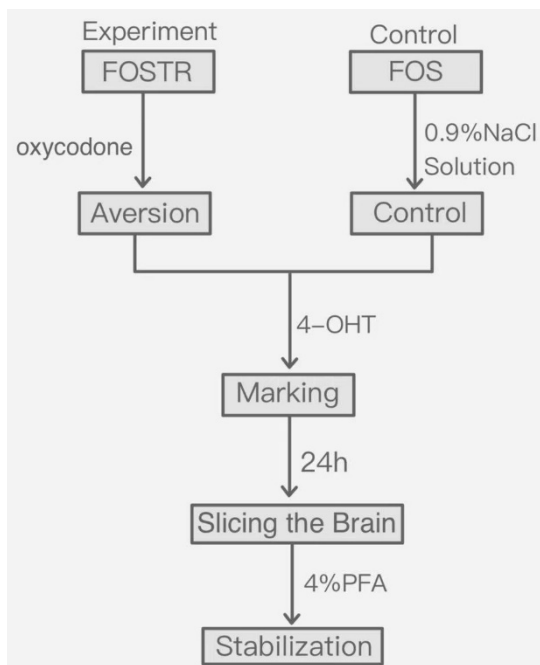 Experiment
Control
FOSTR
FOS
oxycodone
0.9%NaCl
Solution
Aversion
Control
4-OHT
Marking
24h
Slicing the Brain
4%PFA
Stabilization